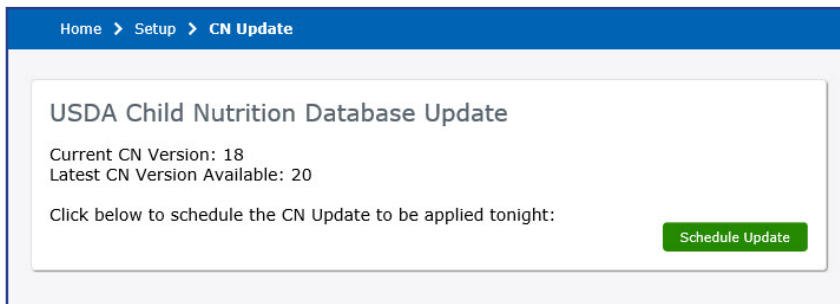 Home > Setup > CN Update
USDA Child Nutrition Database Update
Current CN Version: 18
Latest CN Version Available: 20
Click below to schedule the CN Update to be applied tonight:
Schedule Update